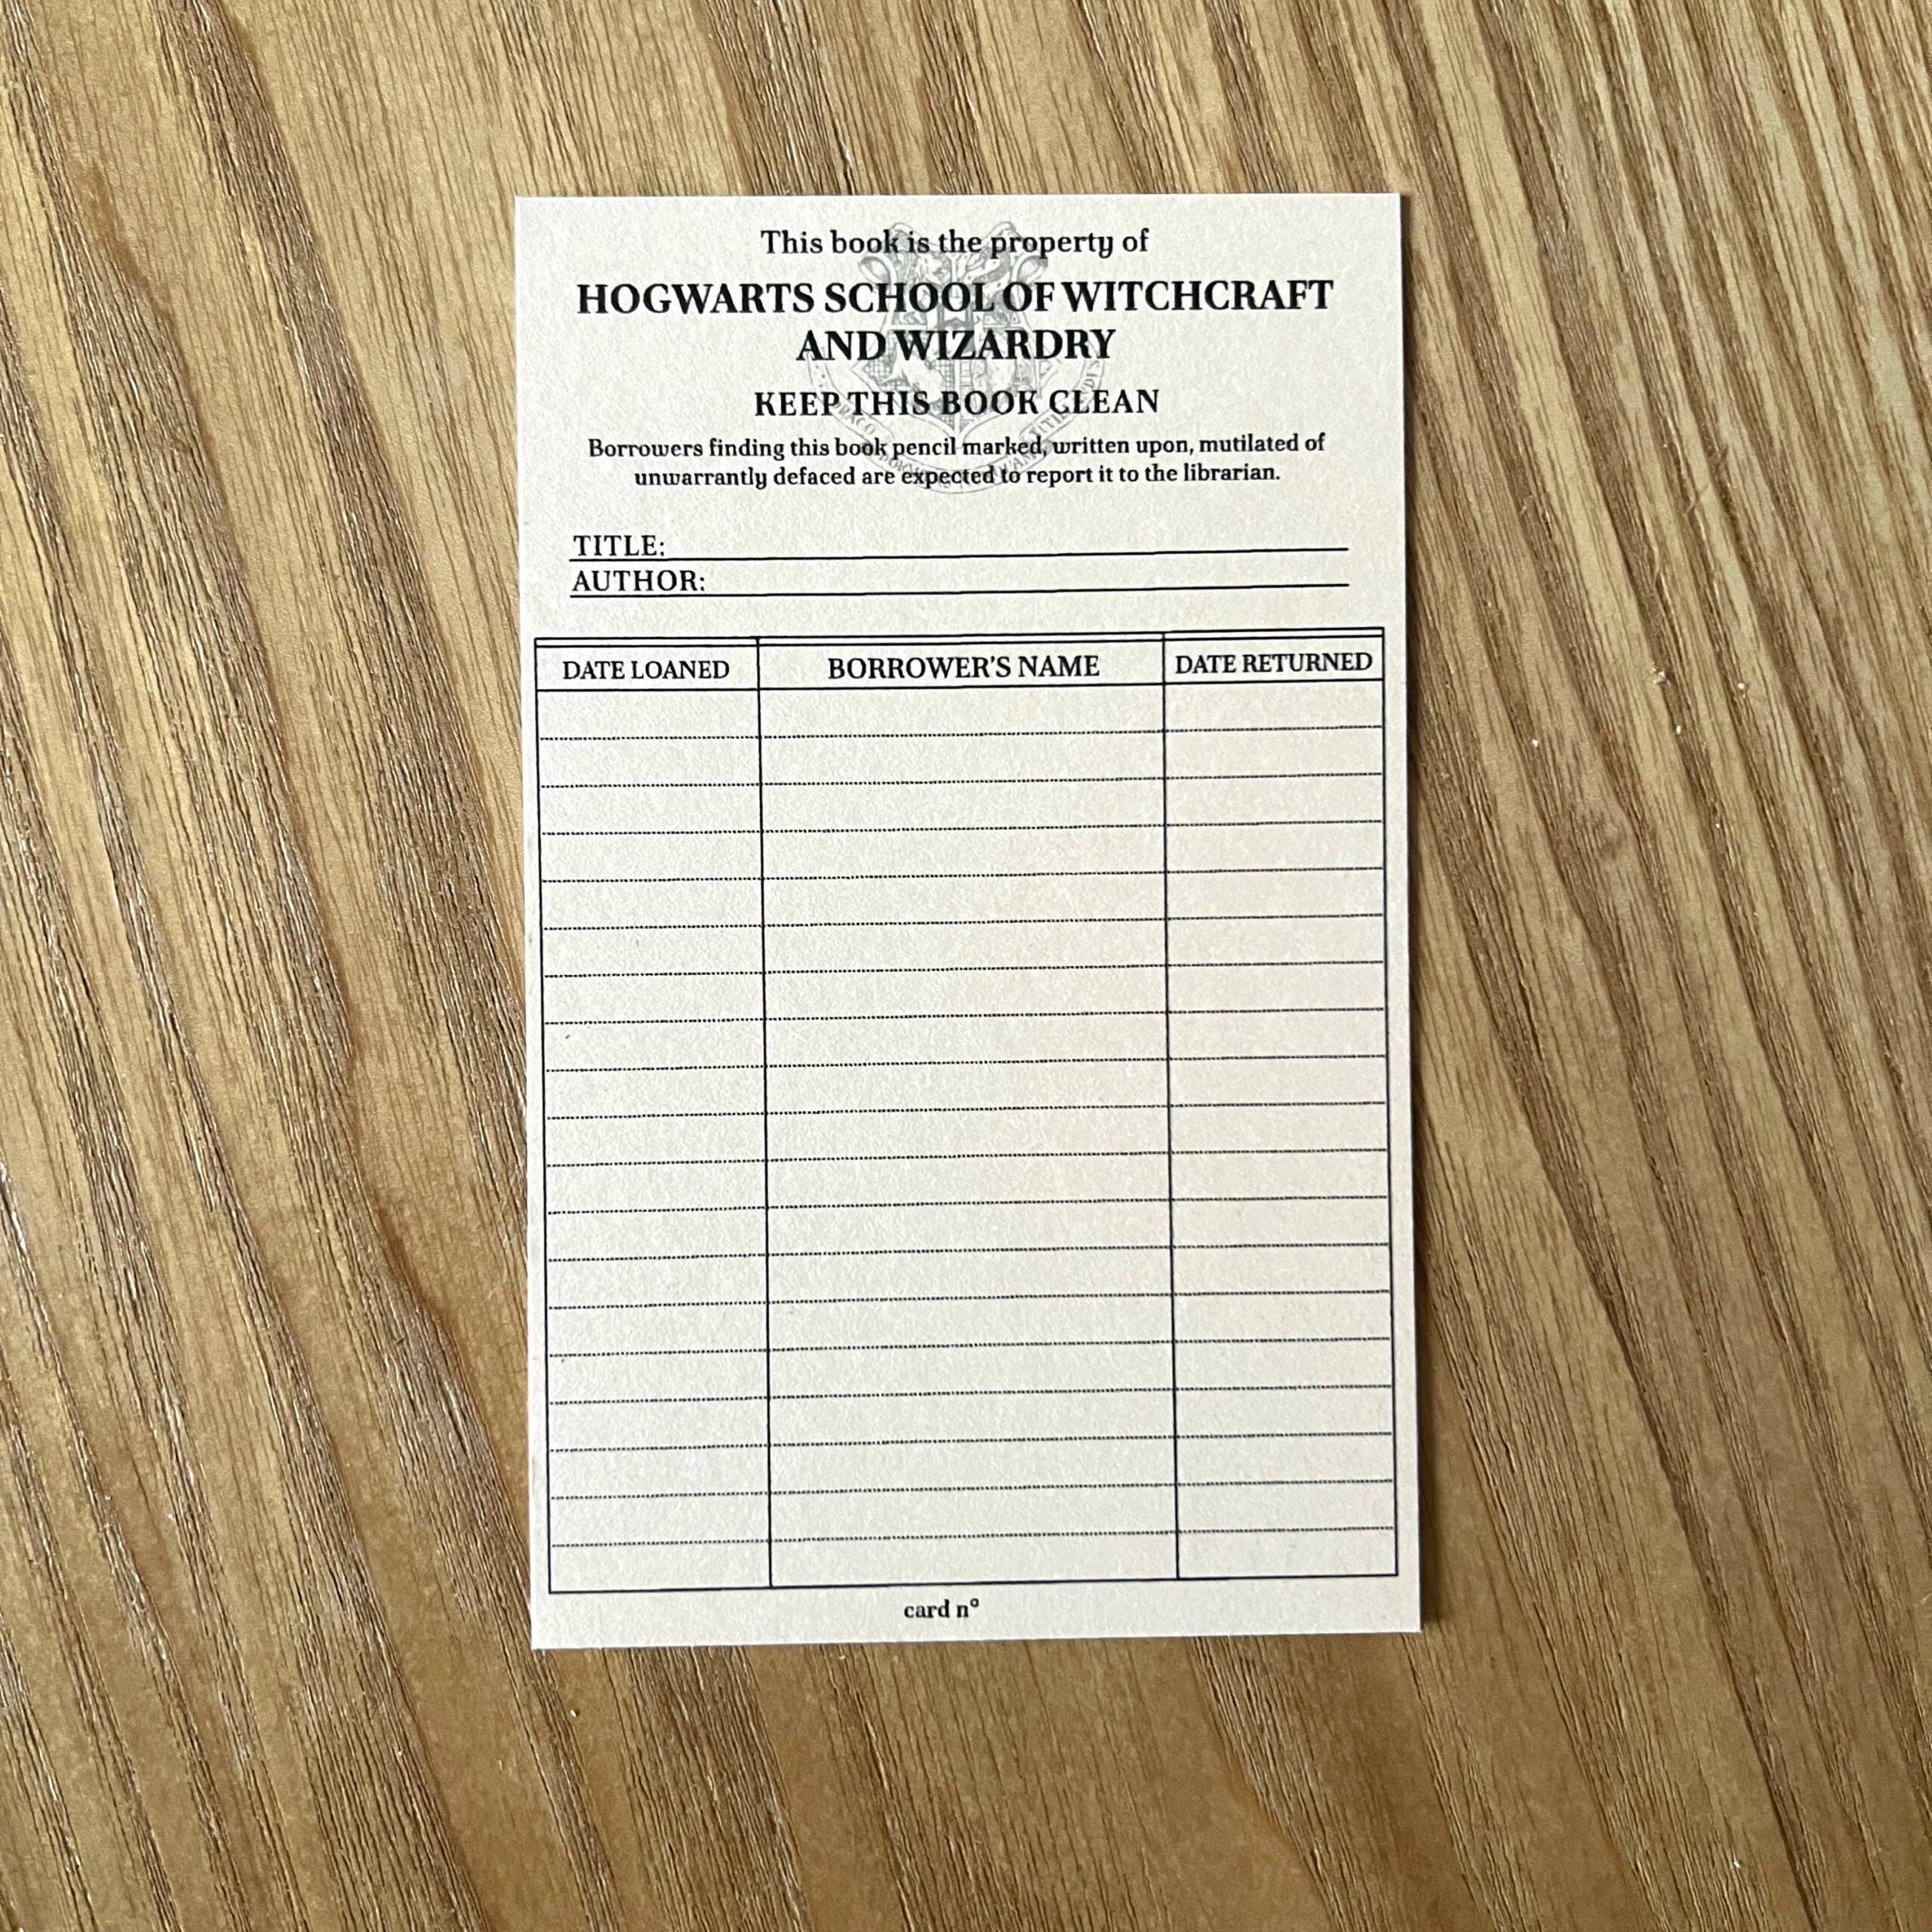 This book is the property of
HOGWARTS SCHOOL OF WITCHCRAFT
AND WIZARDRY
KEEP THIS BOOK CLEAN
Borrowers finding this book pencil marked, written upon, mutilated of
unwarrantly defaced are expected to report it to the librarian.
TITLE:
AUTHOR:
DATE LOANED BORROWER'S NAME DATE RETURNED
card nº